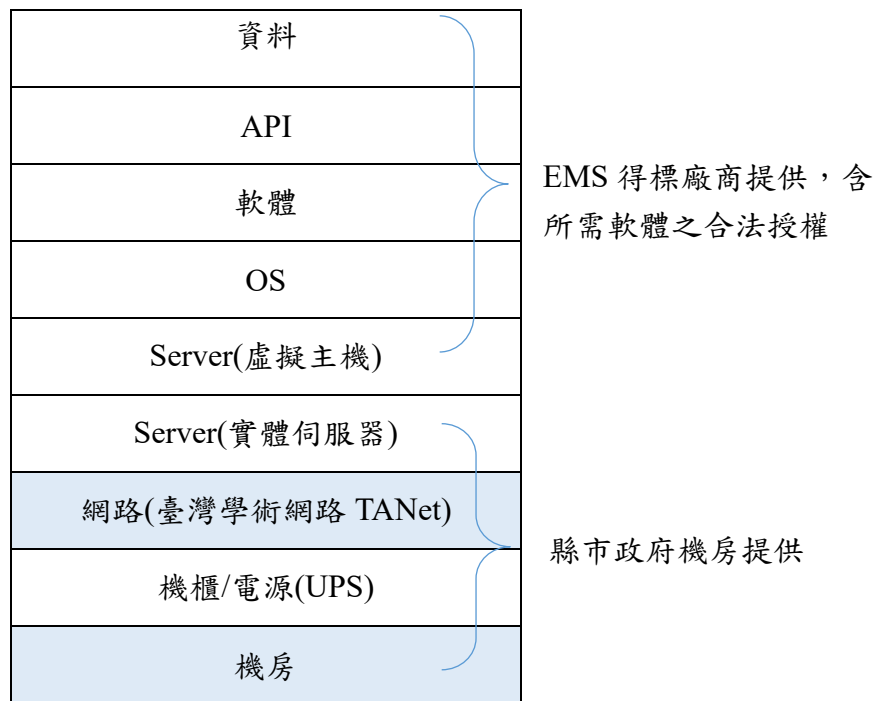 資料
API
軟體
OS
Server(虛擬主機)
Server(實體伺服器)
網路(臺灣學術網路 TANet)
機櫃/電源(UPS)
機房
EMS 得標廠商提供，含
所需軟體之合法授權
縣市政府機房提供